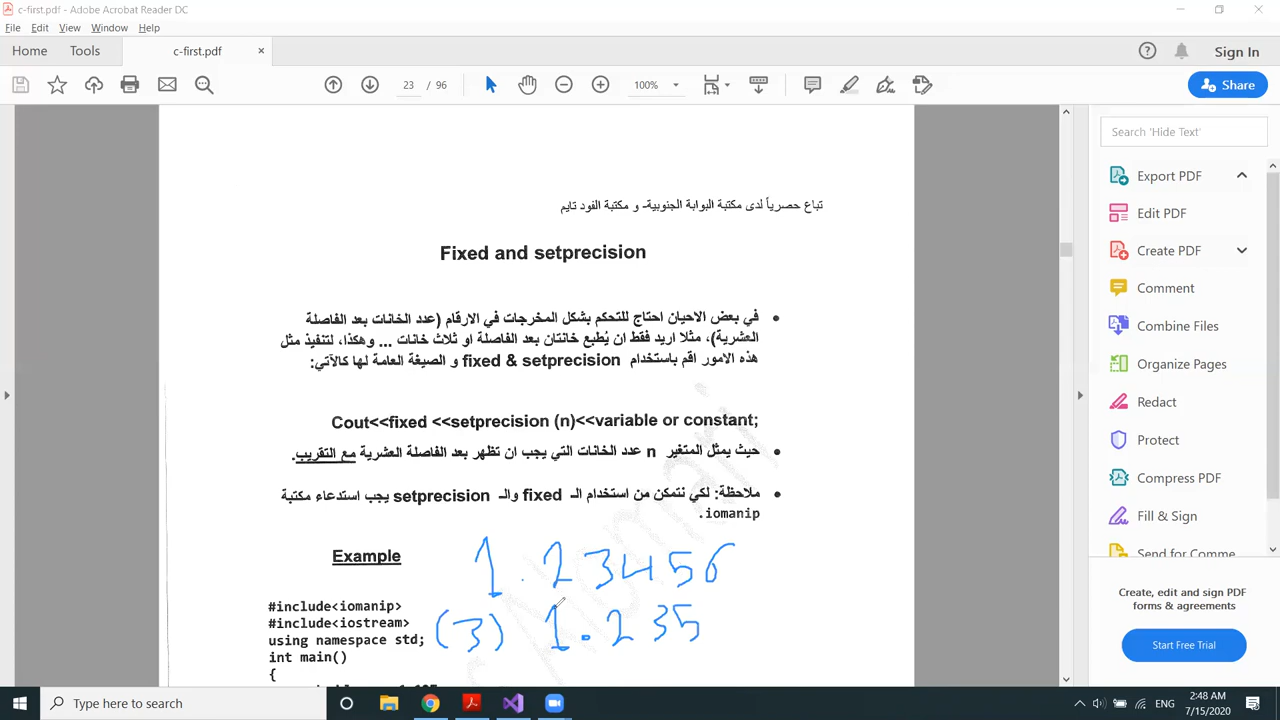 c-first.pdf - Adobe Acrobat Reader DC
File Edit View Window Help
Home Tools c-first.pdf × Sign In
23 / 96 100% Share
تباع حصرياً لدى مكتبة البوابة الجنوبية- و مكتبة الفود تايم
Fixed and setprecision
• في بعض الاحيان احتاج للتحكم بشكل المخرجات في الارقام (عدد الخانات بعد الفاصلة
العشرية)، مثلا اريد فقط ان يُطبع خانتان بعد الفاصلة او ثلاث خانات ... وهكذا، لتنفيذ مثل
هذه الامور اقم باستخدام fixed & setprecision و الصيغة العامة لها كالآتي:
Cout<<fixed <<setprecision (n)<<variable or constant;
• حيث يمثل المتغير n عدد الخانات التي يجب ان تظهر بعد الفاصلة العشرية مع التقريب.
• ملاحظة: لكي نتمكن من استخدام الـ fixed والـ setprecision يجب استدعاء مكتبة
iomanip.
Example
1.23456
(3) 1.235
#include<iomanip>
#include<iostream>
using namespace std;
int main()
{
Search 'Hide Text'
Export PDF
Edit PDF
Create PDF
Comment
Combine Files
Organize Pages
Redact
Protect
Compress PDF
Fill & Sign
Send for Comme
Create, edit and sign PDF
forms & agreements
Start Free Trial
Type here to search
ENG
2:48 AM
7/15/2020